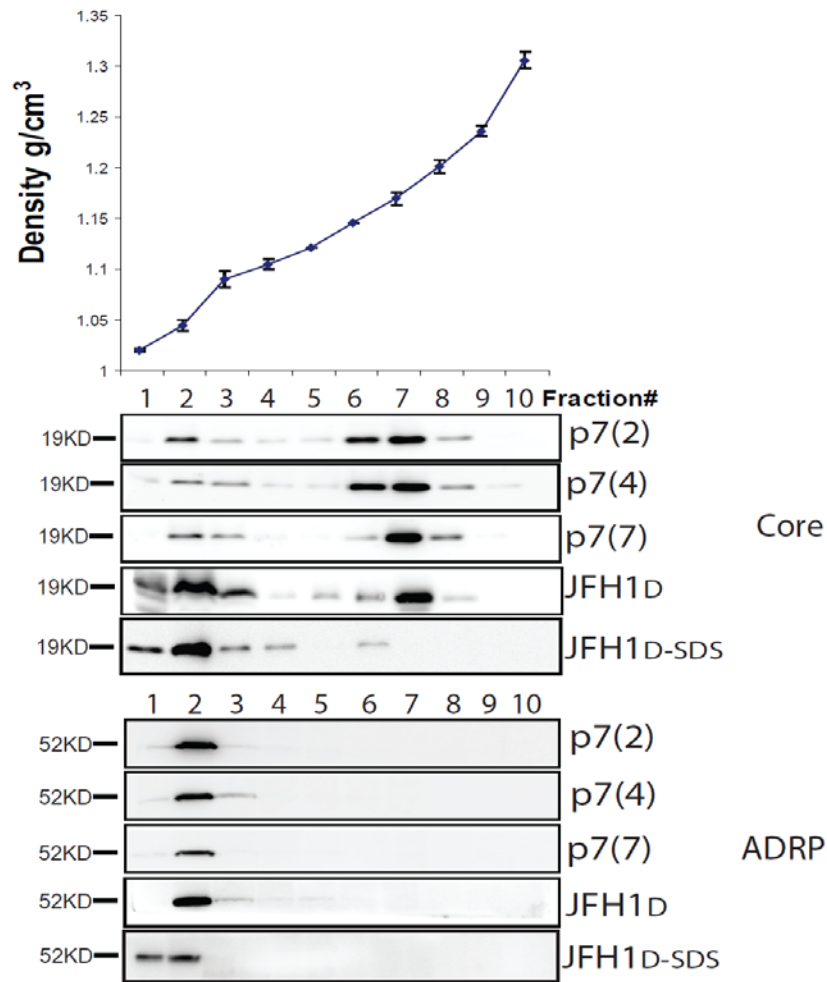 1.35
1.3
1.25
1.2
1.15
1.1
1.05
1
Density g/cm³
1 2 3 4 5 6 7 8 9 10 Fraction#
19KD p7(2)
19KD p7(4)
19KD p7(7)
19KD JFH1D
19KD JFH1D-SDS
Core
1 2 3 4 5 6 7 8 9 10
52KD p7(2)
52KD p7(4)
52KD p7(7)
52KD JFH1D
52KD JFH1D-SDS
ADRP